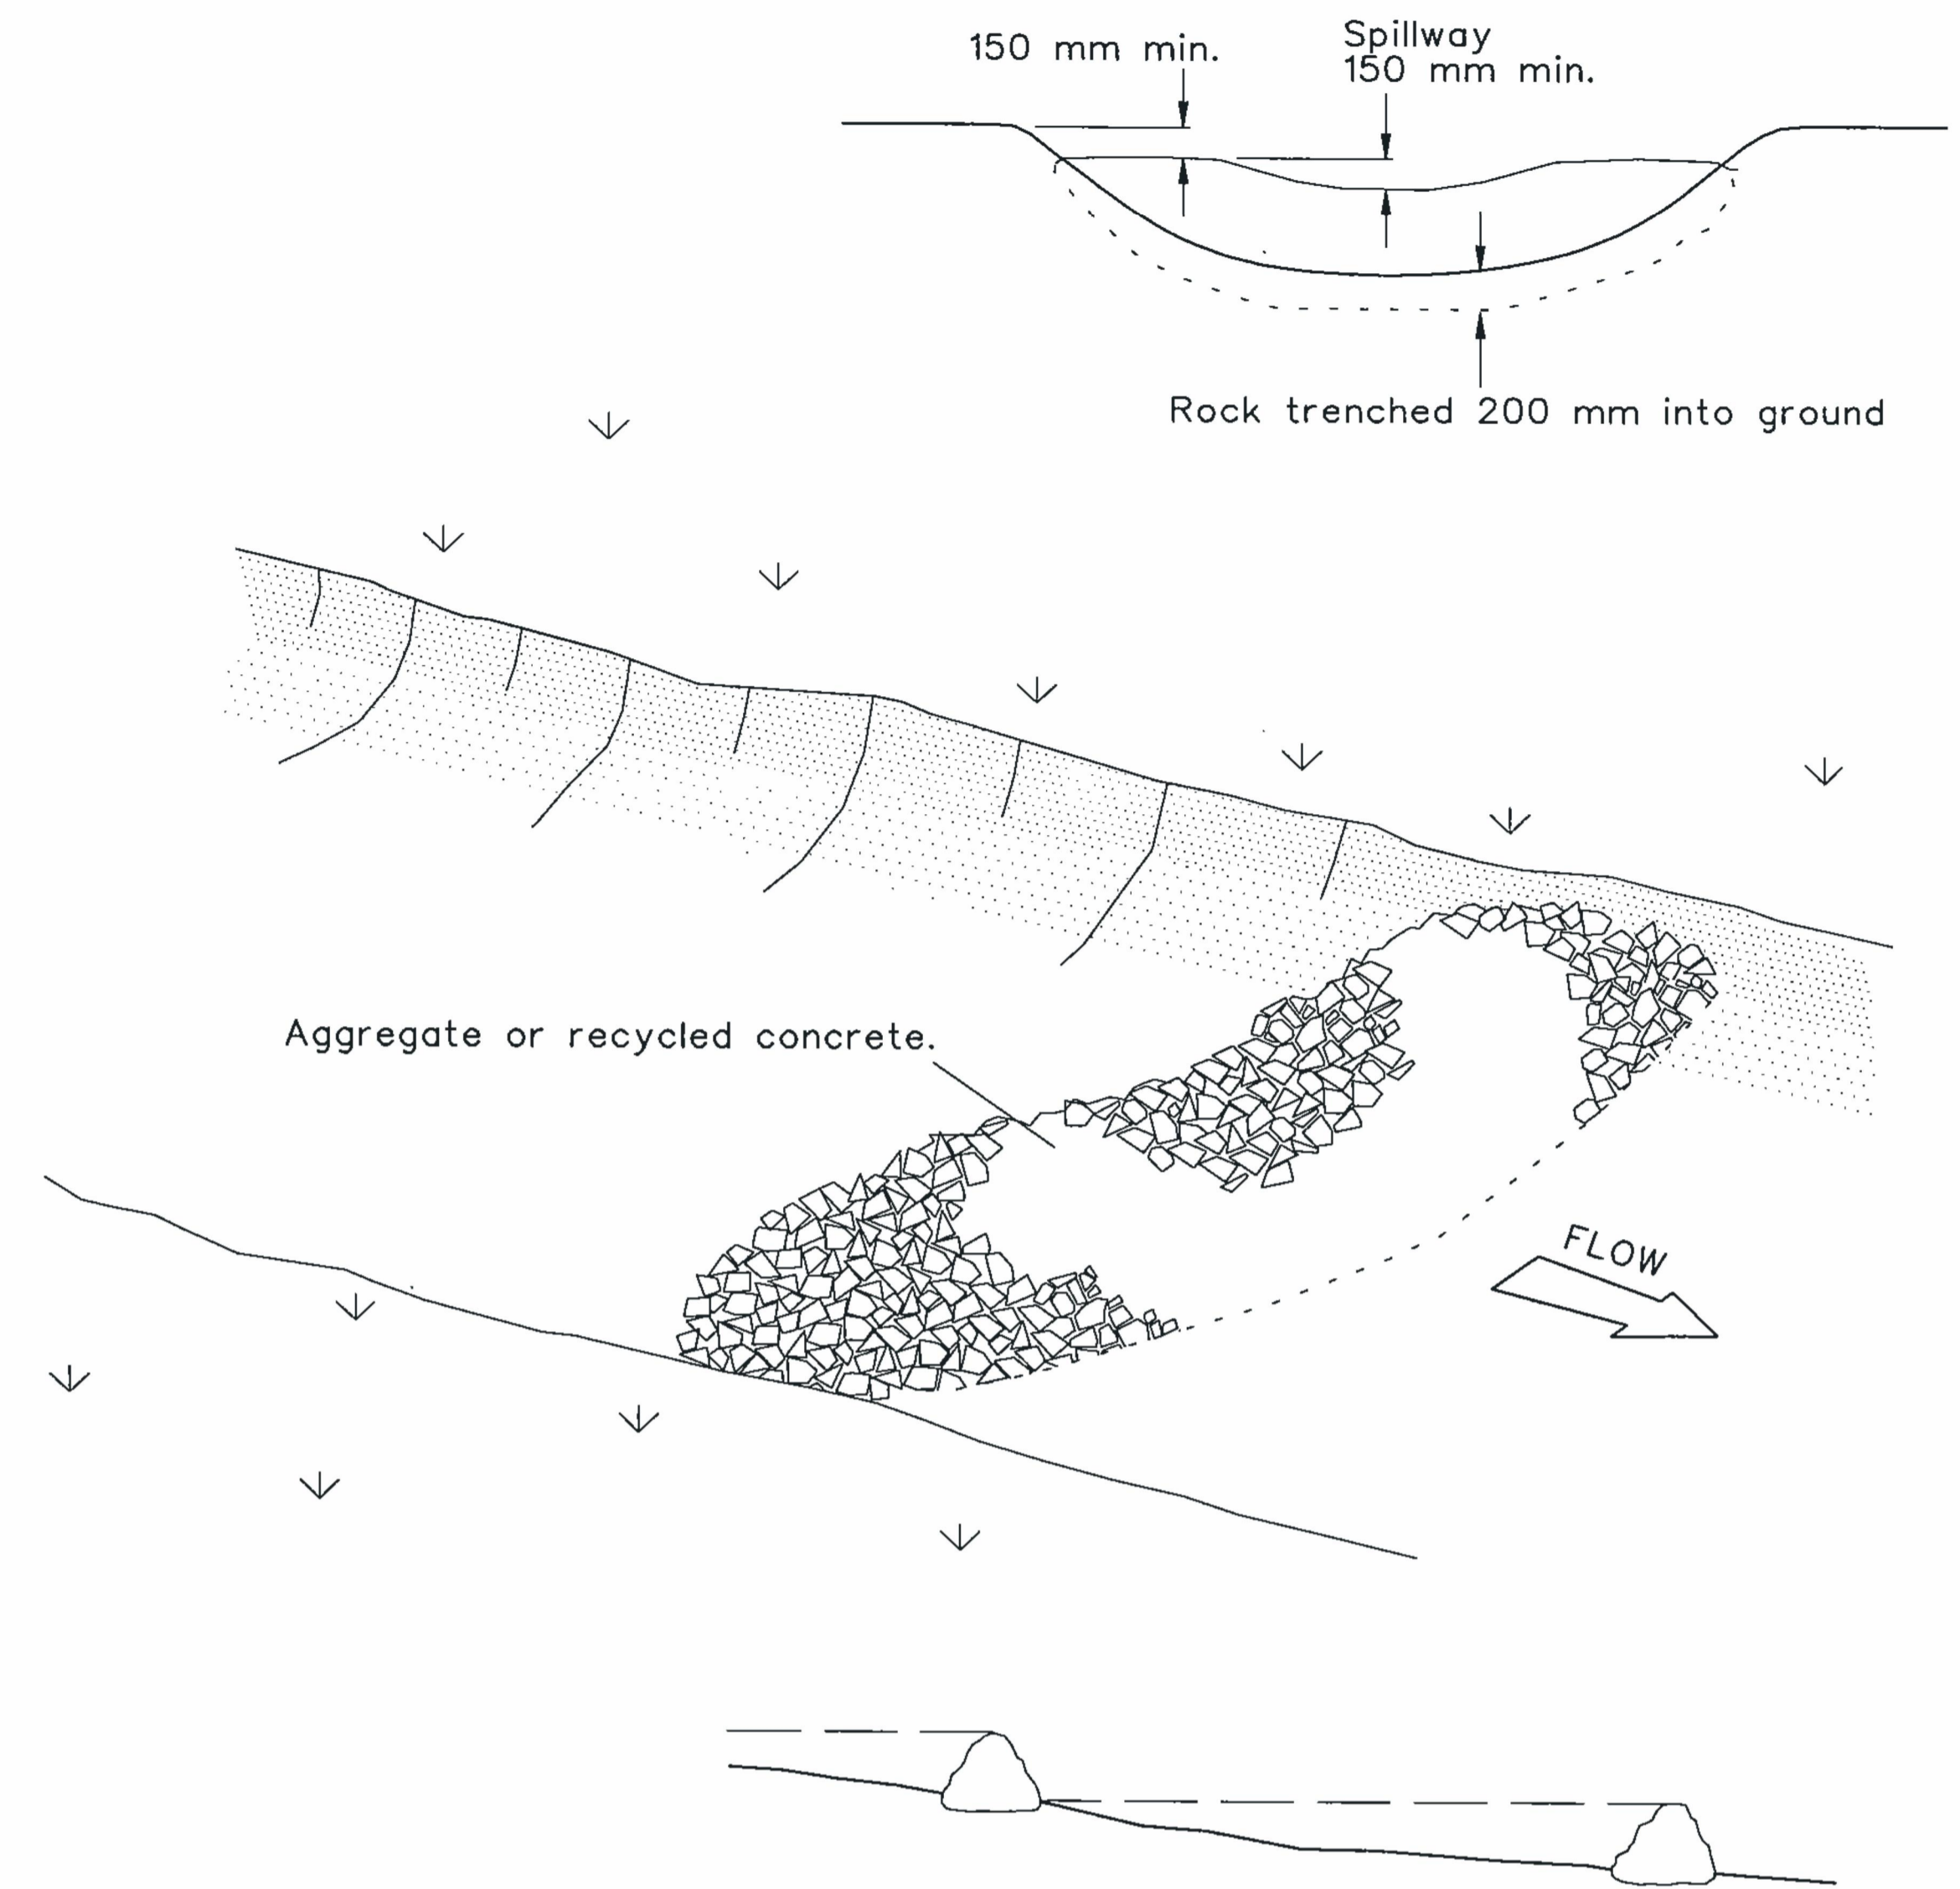 150 mm min.
Spillway
150 mm min.
Rock trenched 200 mm into ground
Aggregate or recycled concrete.
FLOW